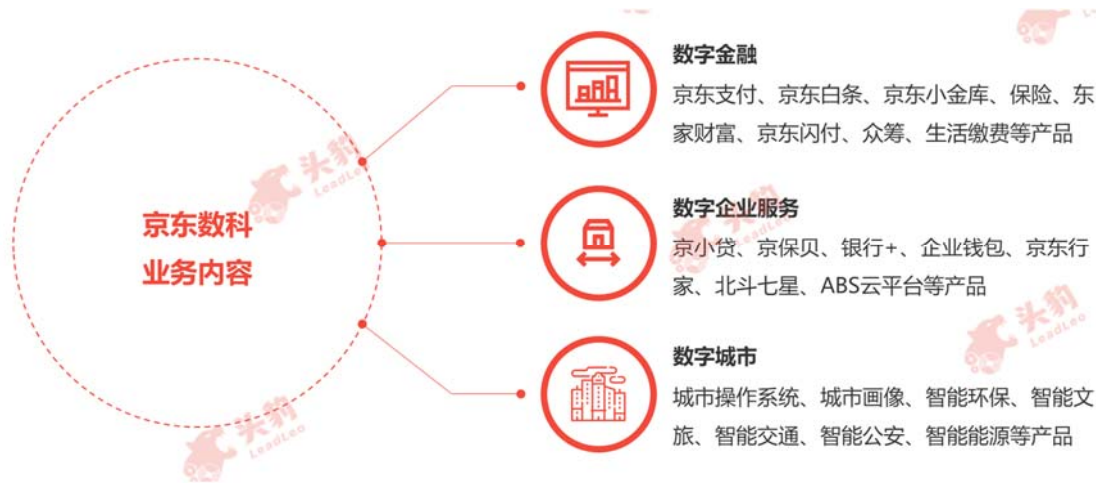 京东数科
业务内容
数字金融
京东支付、京东白条、京东小金库、保险、东
家财富、京东闪付、众筹、生活缴费等产品
数字企业服务
京小贷、京保贝、银行+、企业钱包、京东行
家、北斗七星、ABS云平台等产品
数字城市
城市操作系统、城市画像、智能环保、智能文
旅、智能交通、智能公安、智能能源等产品
头豹
LeadLeo
头豹
LeadLeo
头豹
LeadLeo
头豹